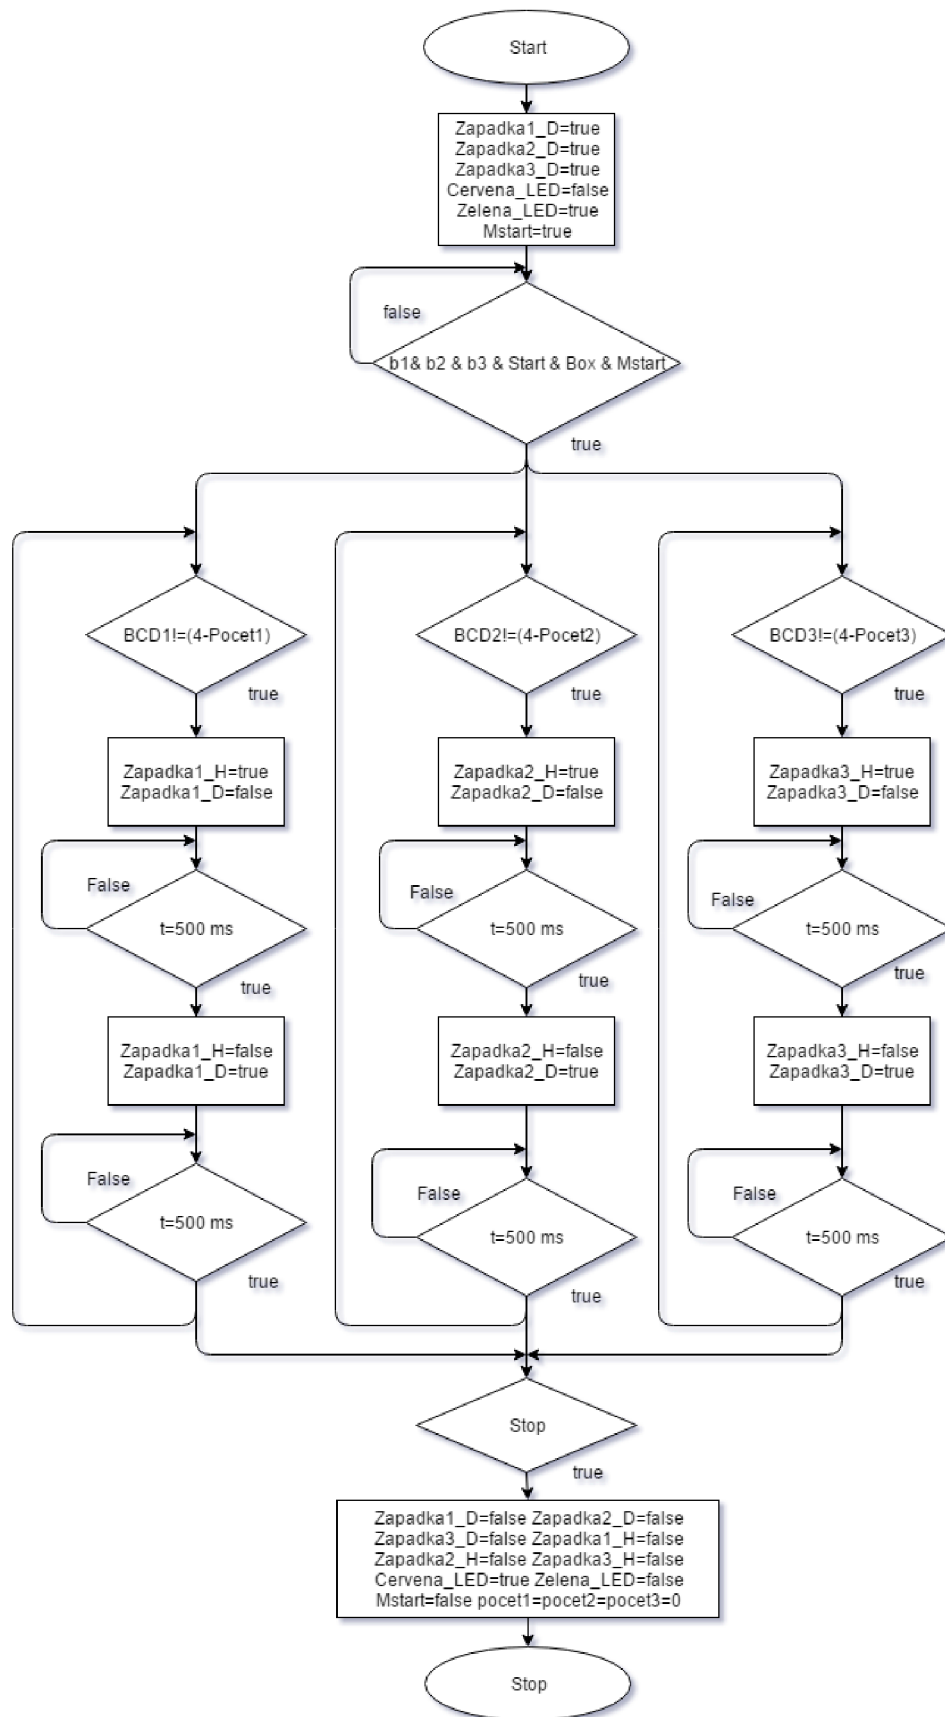 Start
Zapadka1_D=true
Zapadka2_D=true
Zapadka3_D=true
Cervena_LED=false
Zelena_LED=true
Mstart=true
false
b1& b2 & b3 & Start & Box & Mstart
true
BCD1!=(4-Pocet1)
true
Zapadka1_H=true
Zapadka1_D=false
False
t=500 ms
true
Zapadka1_H=false
Zapadka1_D=true
False
t=500 ms
true
BCD2!=(4-Pocet2)
true
Zapadka2_H=true
Zapadka2_D=false
False
t=500 ms
true
Zapadka2_H=false
Zapadka2_D=true
False
t=500 ms
true
BCD3!=(4-Pocet3)
true
Zapadka3_H=true
Zapadka3_D=false
False
t=500 ms
true
Zapadka3_H=false
Zapadka3_D=true
False
t=500 ms
true
Stop
true
Zapadka1_D=false Zapadka2_D=false
Zapadka3_D=false Zapadka1_H=false
Zapadka2_H=false Zapadka3_H=false
Cervena_LED=true Zelena_LED=false
Mstart=false pocet1=pocet2=pocet3=0
Stop